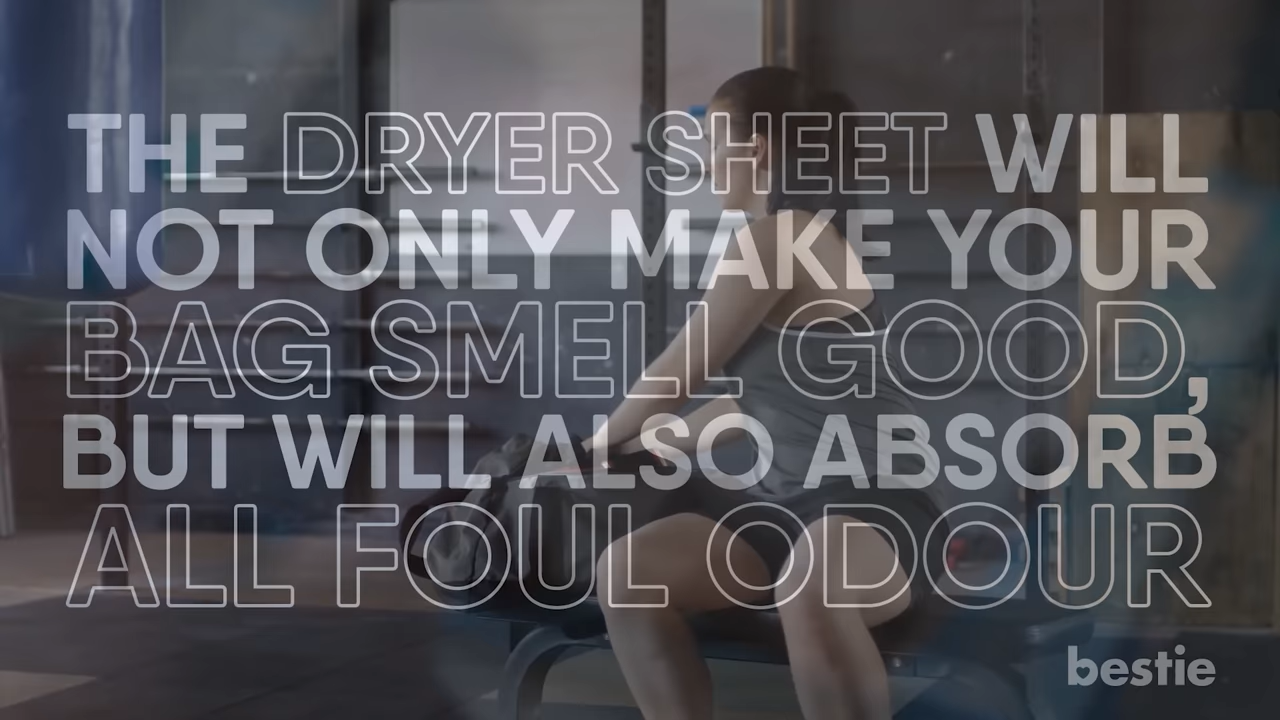 THE DRYER SHEET WILL
NOT ONLY MAKE YOUR
BAG SMELL GOOD,
BUT WILL ALSO ABSORB
ALL FOUL ODOUR
bestie